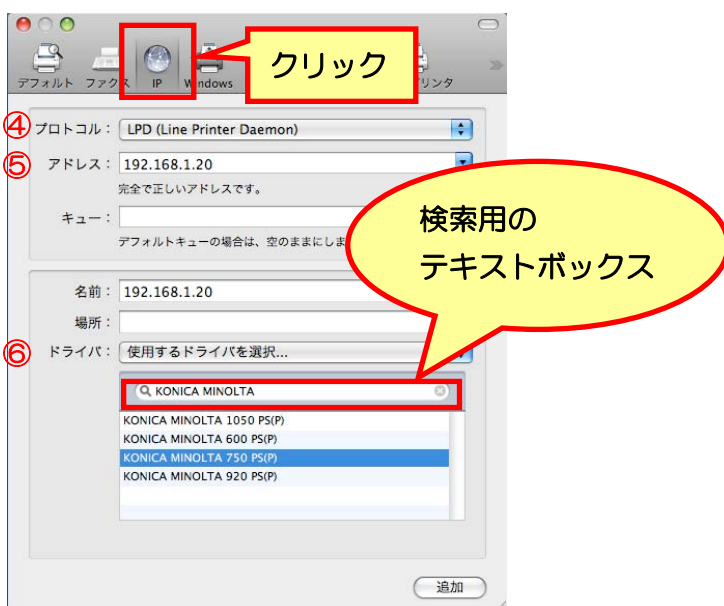 クリック
デフォルト ファクス IP Windows リンタ
④ プロトコル： LPD (Line Printer Daemon)
⑤ アドレス： 192.168.1.20
完全で正しいアドレスです。
キュー：
デフォルトキューの場合は、空のままにしま
検索用の
テキストボックス
名前： 192.168.1.20
場所：
⑥ ドライバ： 使用するドライバを選択...
KONICA MINOLTA
KONICA MINOLTA 1050 PS(P)
KONICA MINOLTA 600 PS(P)
KONICA MINOLTA 750 PS(P)
KONICA MINOLTA 920 PS(P)
追加